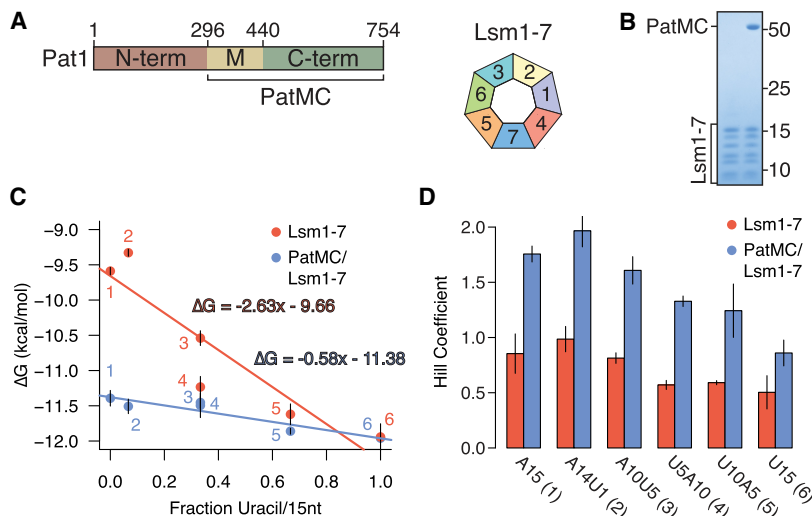 A
1 296 440 754
Pat1 N-term M C-term
PatMC
Lsm1-7
3 2
6 1
5 4
7
B
PatMC 50
25
15
10
Lsm1-7
C
ΔG (kcal/mol)
−9.0
−9.5
−10.0
−10.5
−11.0
−11.5
−12.0
Lsm1-7
PatMC/
Lsm1-7
2
1
ΔG = -2.63x - 9.66
3
ΔG = -0.58x - 11.38
1
4
3 4
2
5
5
6 6
0.0 0.2 0.4 0.6 0.8 1.0
Fraction Uracil/15nt
D
Hill Coefficient
2.0
1.5
1.0
0.5
0.0
Lsm1-7
PatMC/
Lsm1-7
A15 (1)
A14U1 (2)
A10U5 (3)
U5A10 (4)
U10A5 (5)
U15 (6)